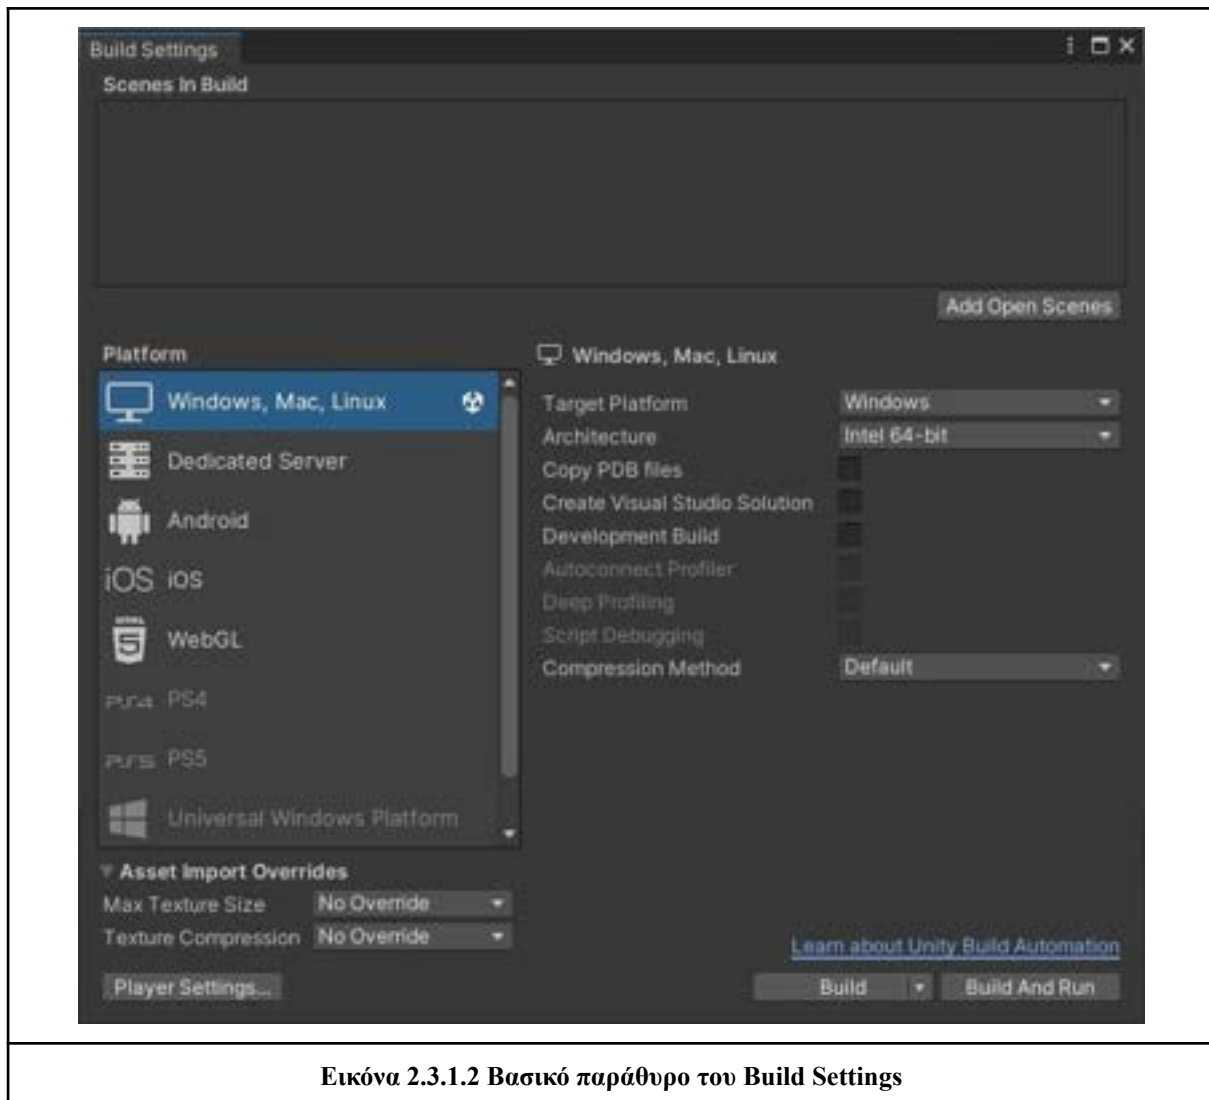 Build Settings
Scenes In Build
Add Open Scenes
Platform
Windows, Mac, Linux
Dedicated Server
Android
iOS iOS
5 WebGL
PS4 PS4
PS5 PS5
Universal Windows Platform
Windows, Mac, Linux
Target Platform Windows
Architecture Intel 64-bit
Copy PDB files
Create Visual Studio Solution
Development Build
Autoconnect Profiler
Deep Profiling
Script Debugging
Compression Method Default
Asset Import Overrides
Max Texture Size No Override
Texture Compression No Override
Learn about Unity Build Automation
Player Settings... Build Build And Run
Εικόνα 2.3.1.2 Βασικό παράθυρο του Build Settings